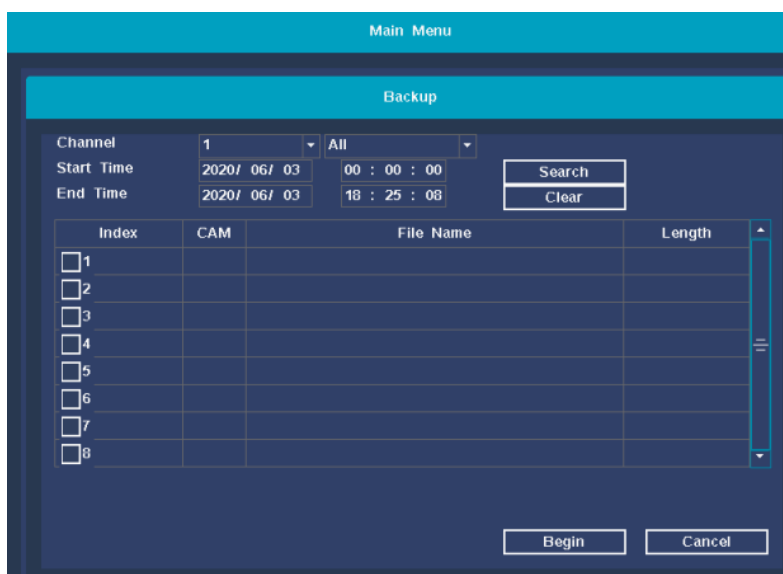 Main Menu
Backup
Channel 1 All
Start Time 2020/ 06/ 03 00 : 00 : 00 Search
End Time 2020/ 06/ 03 18 : 25 : 08 Clear
Index CAM File Name Length
1
2
3
4
5
6
7
8
Begin Cancel